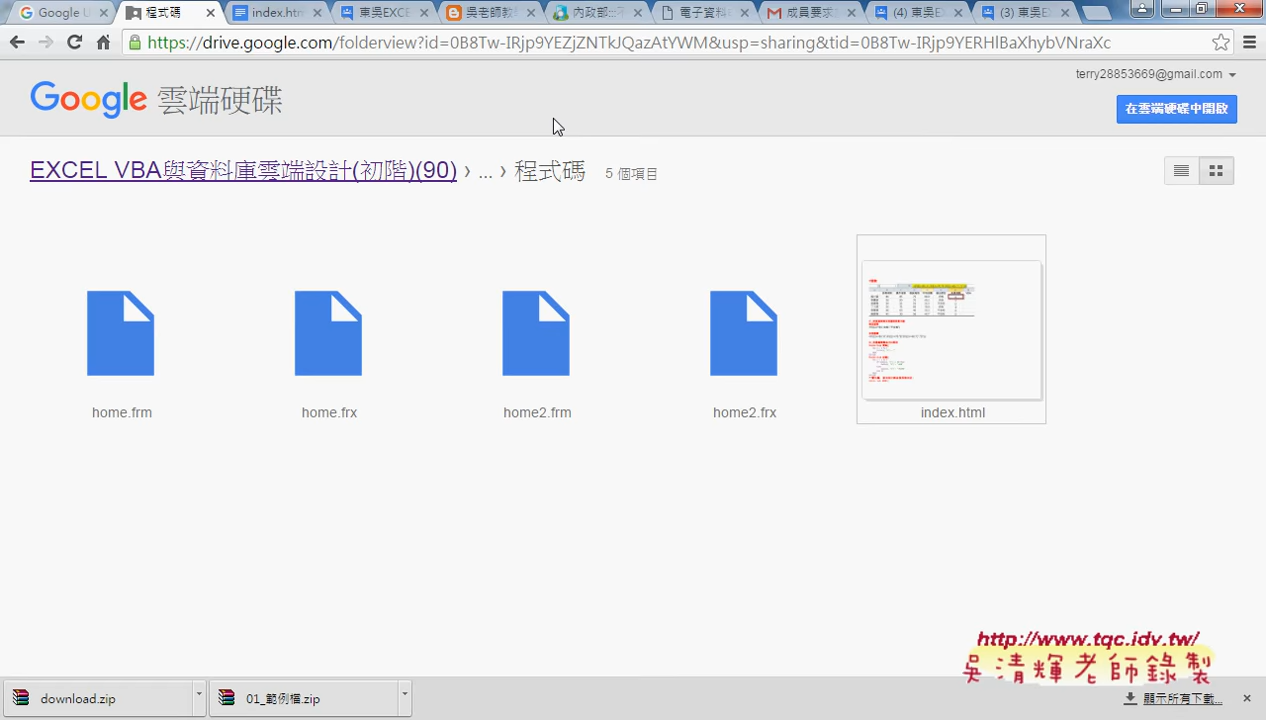 Google U
程式碼
index.htm
東吳EXCE
吳老師教
內政部:::不
電子資料
成員要求
(4) 東吳EX
(3) 東吳EX
https://drive.google.com/folderview?id=0B8Tw-IRjp9YEZjZNTkJQazAtYWM&usp=sharing&tid=0B8Tw-IRjp9YERHlBaXhybVNraXc
terry28853669@gmail.com
Google 雲端硬碟
在雲端硬碟中開啟
EXCEL VBA與資料庫雲端設計(初階)(90) › ... › 程式碼 5 個項目
home.frm
home.frx
home2.frm
home2.frx
index.html
http://www.tqc.idv.tw/
吳清輝老師錄製
download.zip
01_範例檔.zip
顯示所有下載...